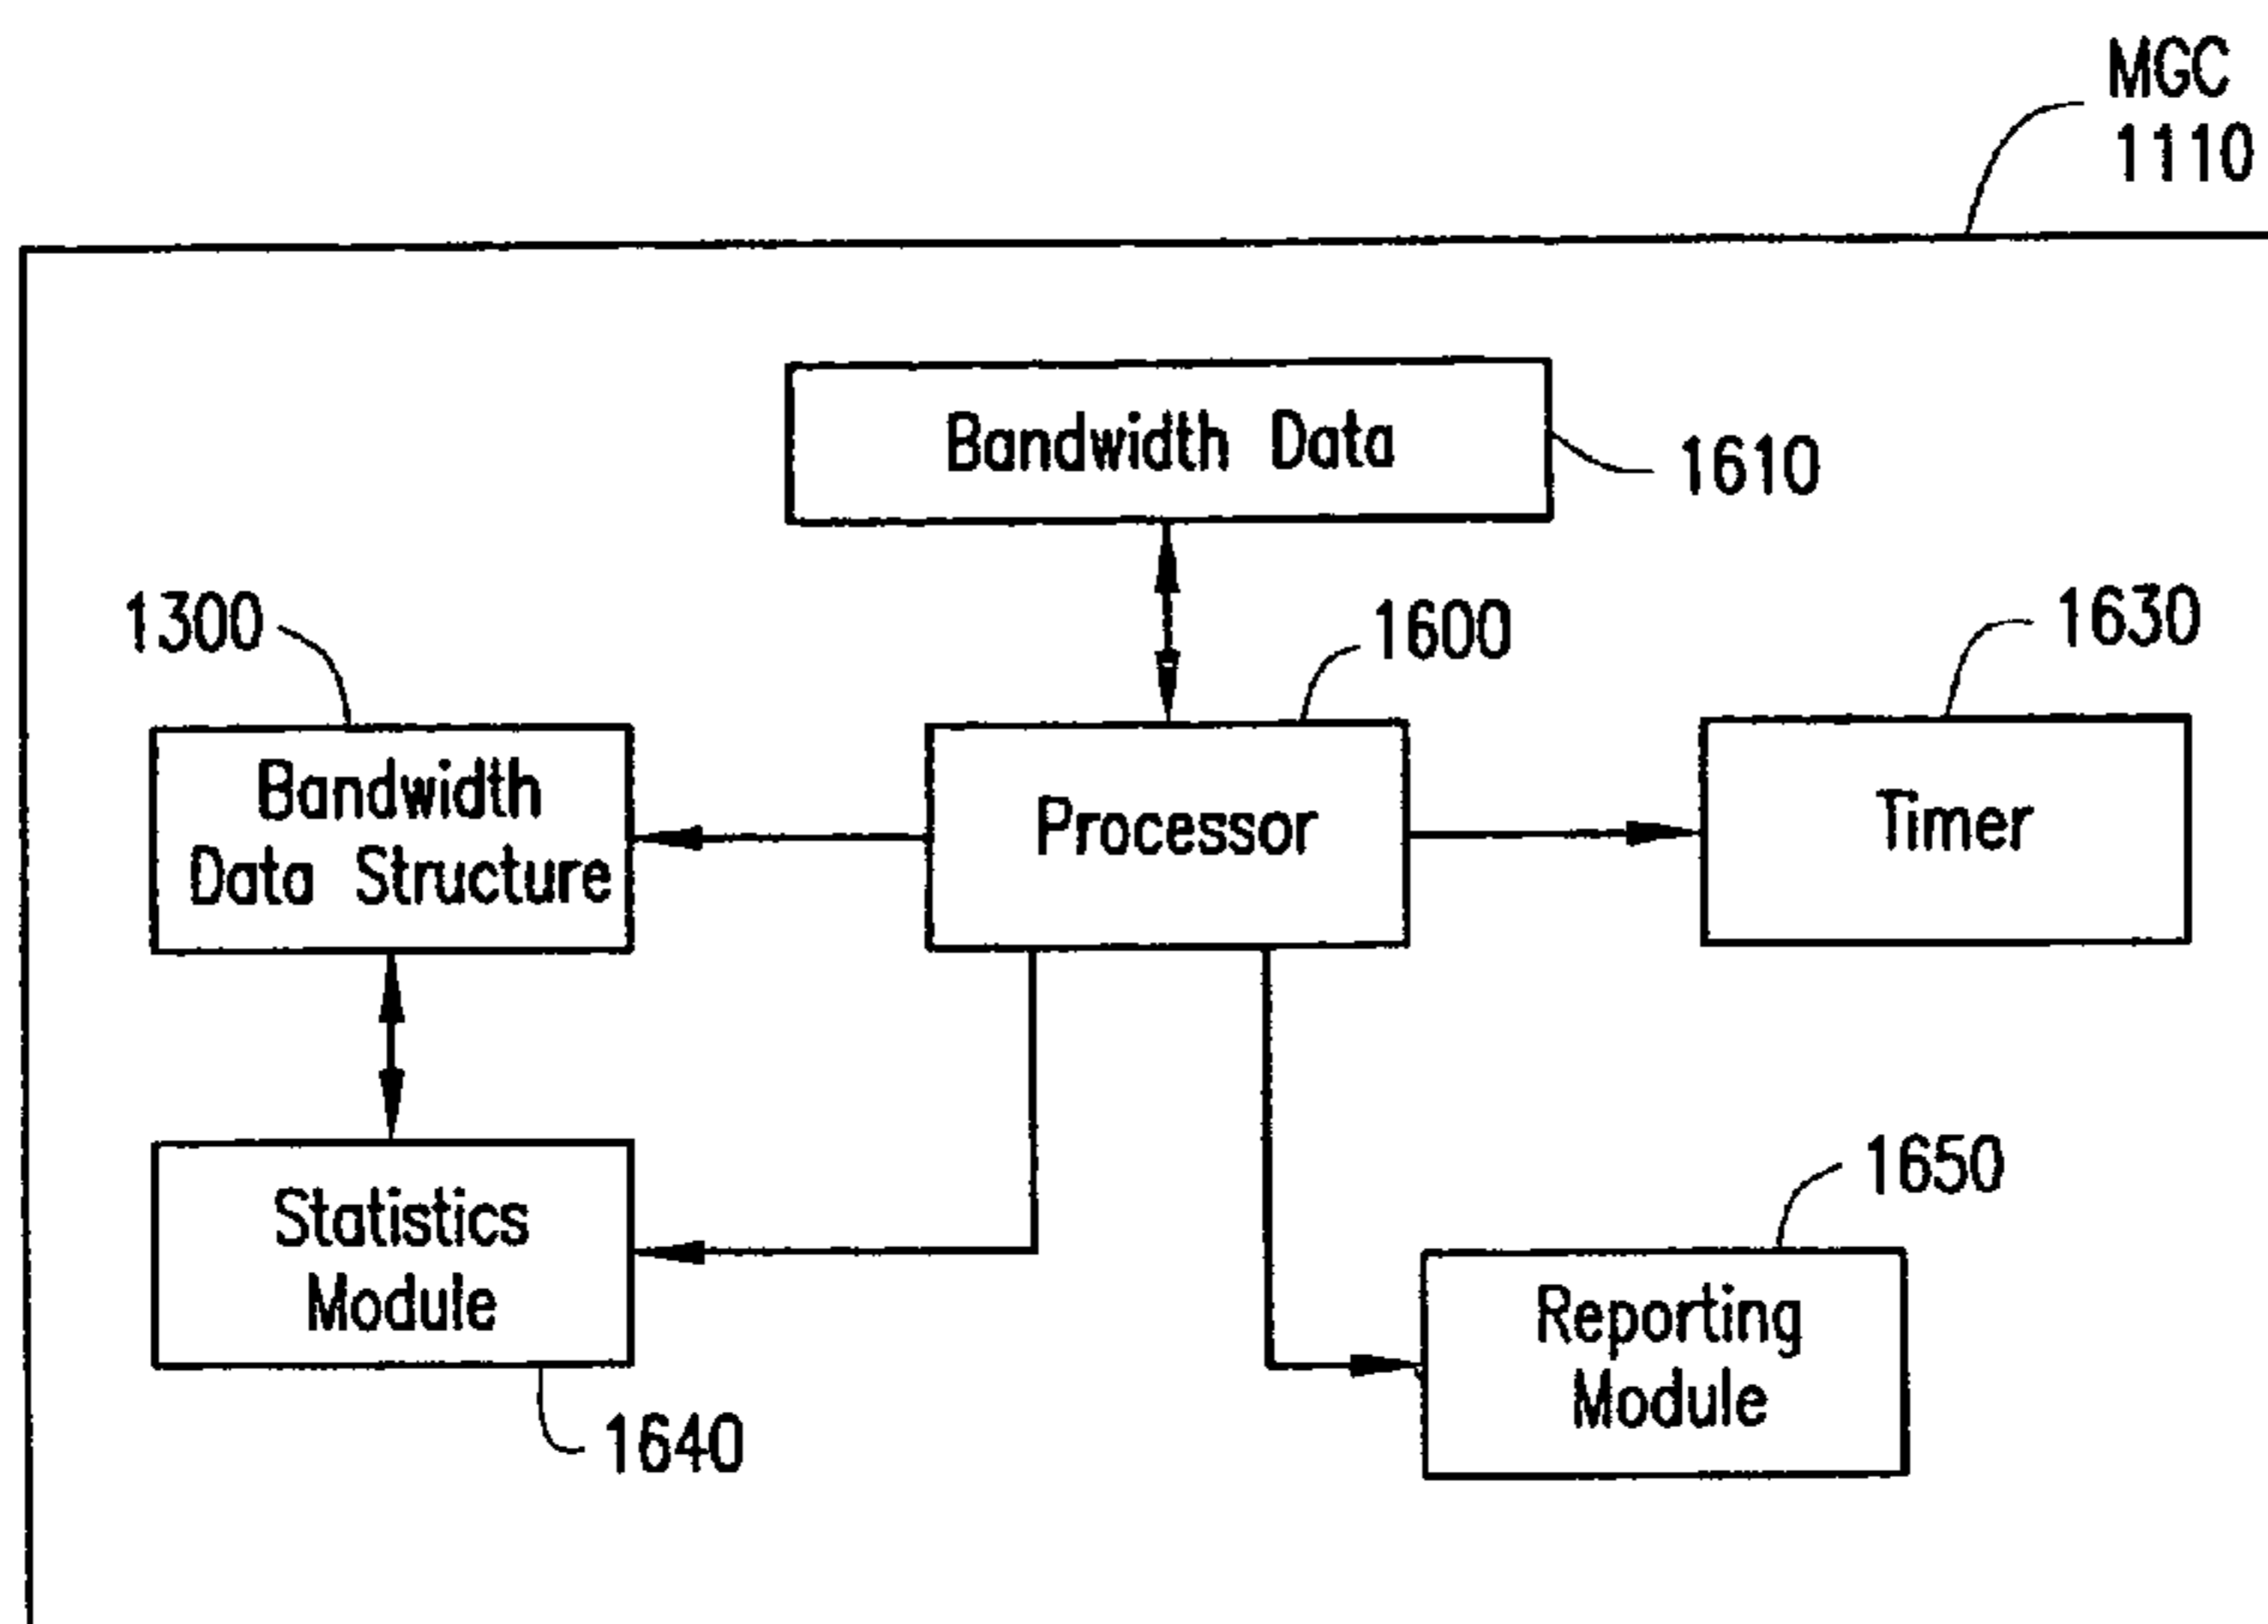 MGC
1110
Bandwidth Data
1610
1300
1600
1630
Bandwidth
Data Structure
Processor
Timer
Statistics
Module
1650
Reporting
Module
1640